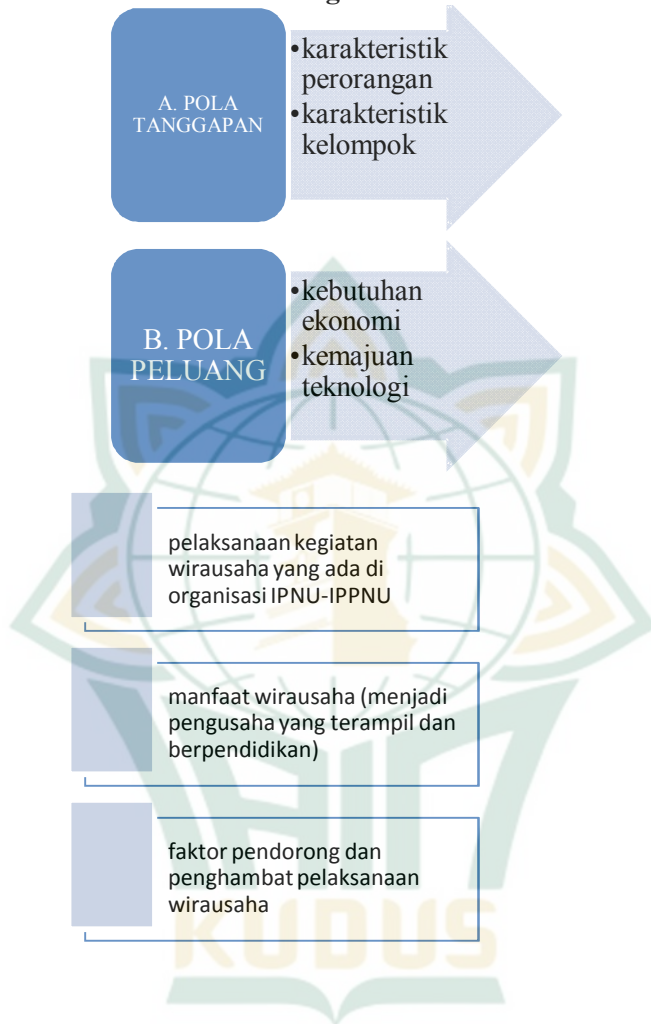 A. POLA
TANGGAPAN
•karakteristik
perorangan
•karakteristik
kelompok
B. POLA
PELUANG
•kebutuhan
ekonomi
•kemajuan
teknologi
pelaksanaan kegiatan
wirausaha yang ada di
organisasi IPNU-IPPNU
manfaat wirausaha (menjadi
pengusaha yang terampil dan
berpendidikan)
faktor pendorong dan
penghambat pelaksanaan
wirausaha
KUDUS